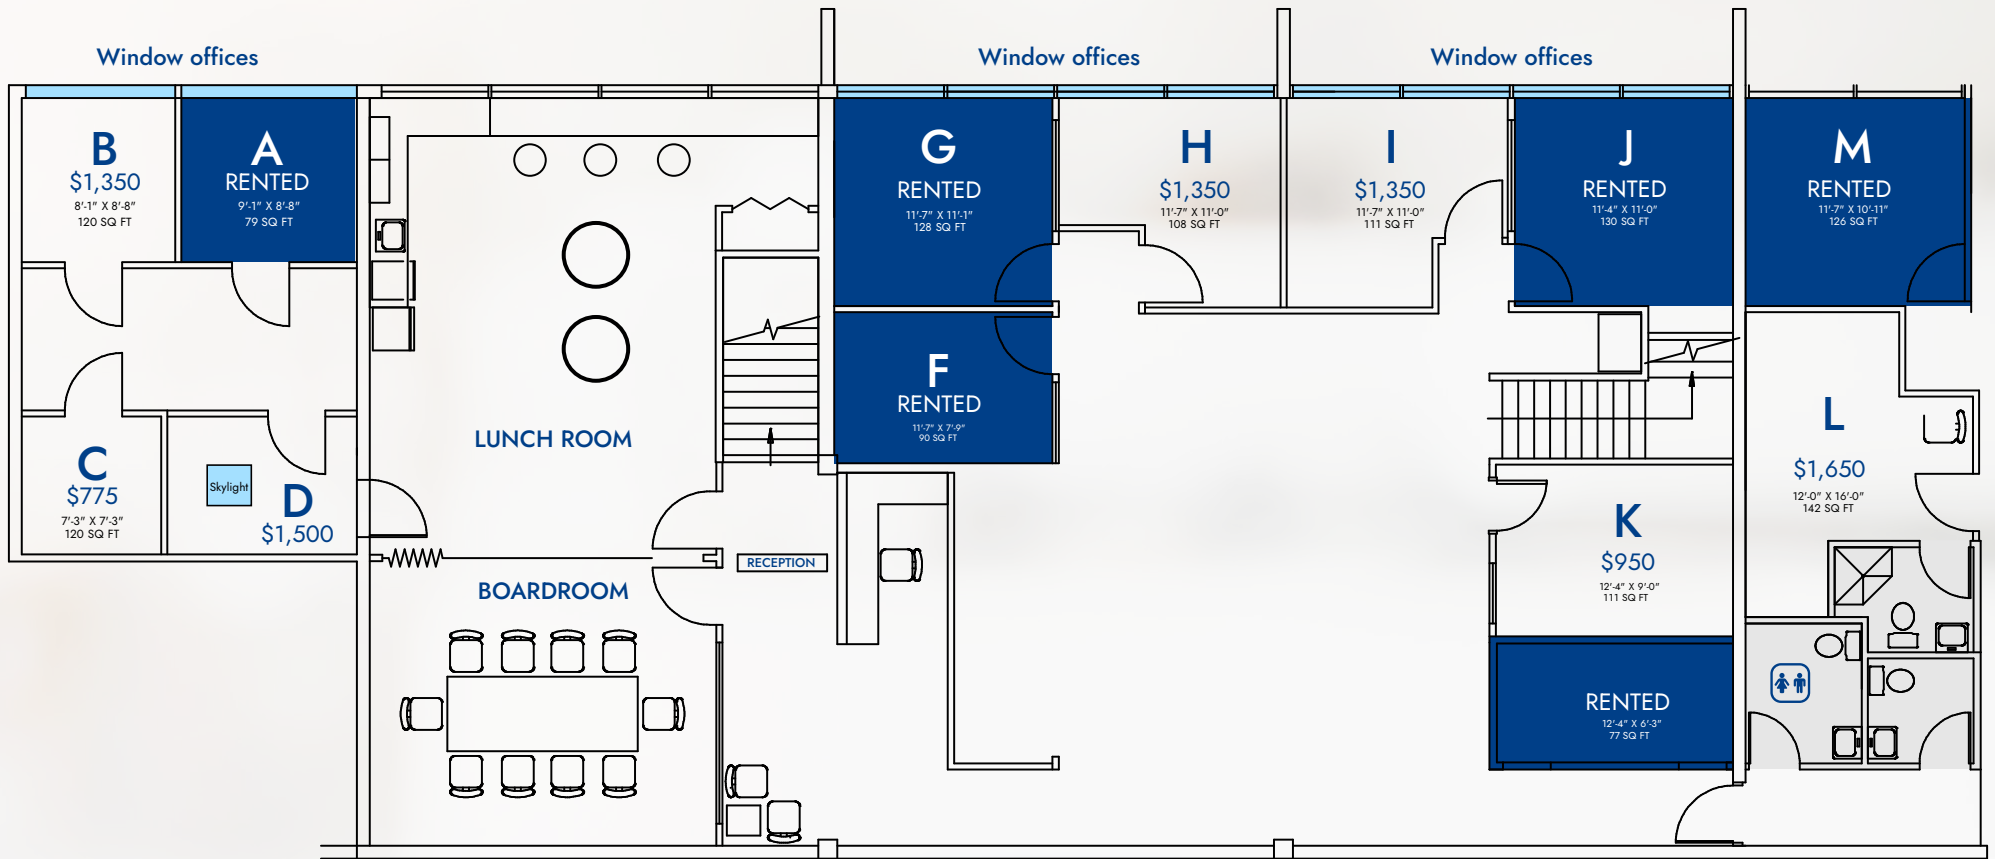 Window offices
Window offices
Window offices
B
$1,350
8'-1" X 8'-8"
120 SQ FT
A
RENTED
9'-1" X 8'-8"
79 SQ FT
G
RENTED
11'-7" X 11'-1"
128 SQ FT
H
$1,350
11'-7" X 11'-0"
108 SQ FT
I
$1,350
11'-7" X 11'-0"
111 SQ FT
J
RENTED
11'-4" X 11'-0"
130 SQ FT
M
RENTED
11'-7" X 10'-11"
126 SQ FT
F
RENTED
11'-7" X 7'-9"
90 SQ FT
LUNCH ROOM
C
$775
7'-3" X 7'-3"
120 SQ FT
Skylight
D
$1,500
L
$1,650
12'-0" X 16'-0"
142 SQ FT
K
$950
12'-4" X 9'-0"
111 SQ FT
RECEPTION
BOARDROOM
RENTED
12'-4" X 6'-3"
77 SQ FT